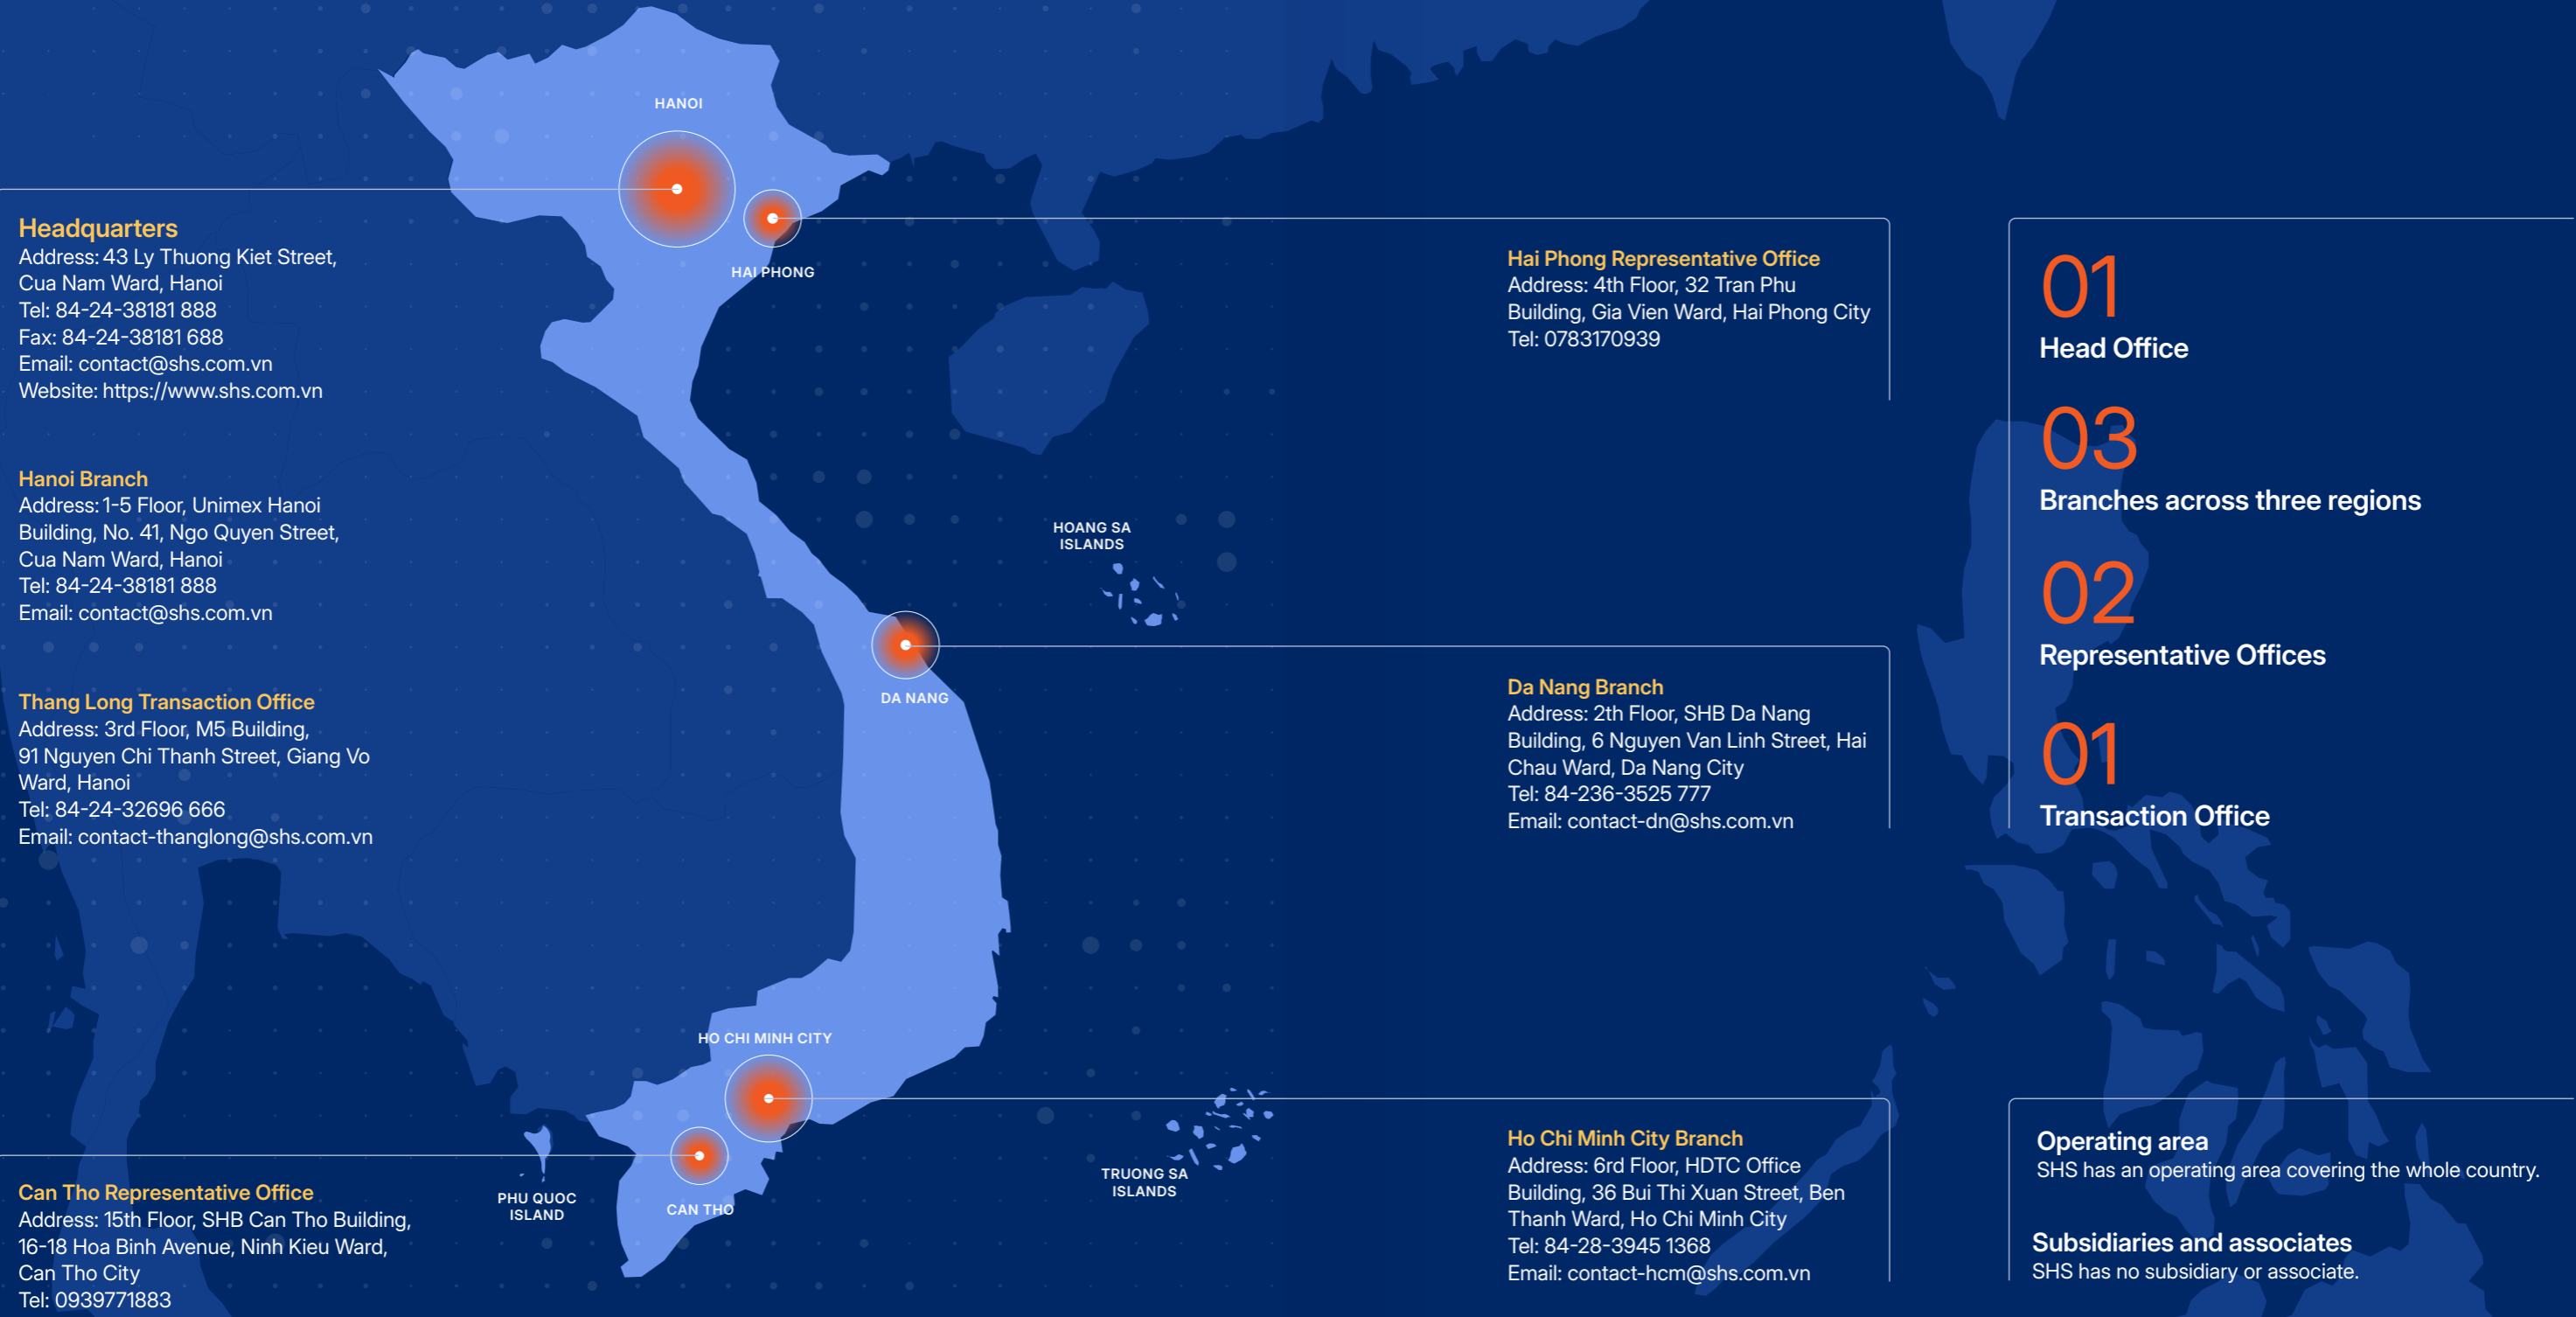 HANOI
HAI PHONG
Headquarters
Address: 43 Ly Thuong Kiet Street,
Cua Nam Ward, Hanoi
Tel: 84-24-38181 888
Fax: 84-24-38181 688
Email: contact@shs.com.vn
Website: https://www.shs.com.vn
Hanoi Branch
Address: 1-5 Floor, Unimex Hanoi
Building, No. 41, Ngo Quyen Street,
Cua Nam Ward, Hanoi
Tel: 84-24-38181 888
Email: contact@shs.com.vn
Thang Long Transaction Office
Address: 3rd Floor, M5 Building,
91 Nguyen Chi Thanh Street, Giang Vo
Ward, Hanoi
Tel: 84-24-32696 666
Email: contact-thanglong@shs.com.vn
Can Tho Representative Office
Address: 15th Floor, SHB Can Tho Building,
16-18 Hoa Binh Avenue, Ninh Kieu Ward,
Can Tho City
Tel: 0939771883
HOANG SA
ISLANDS
DA NANG
HO CHI MINH CITY
CAN THO
PHU QUOC
ISLAND
TRUONG SA
ISLANDS
Hai Phong Representative Office
Address: 4th Floor, 32 Tran Phu
Building, Gia Vien Ward, Hai Phong City
Tel: 0783170939
Da Nang Branch
Address: 2th Floor, SHB Da Nang
Building, 6 Nguyen Van Linh Street, Hai
Chau Ward, Da Nang City
Tel: 84-236-3525 777
Email: contact-dn@shs.com.vn
Ho Chi Minh City Branch
Address: 6rd Floor, HDTC Office
Building, 36 Bui Thi Xuan Street, Ben
Thanh Ward, Ho Chi Minh City
Tel: 84-28-3945 1368
Email: contact-hcm@shs.com.vn
01
Head Office
03
Branches across three regions
02
Representative Offices
01
Transaction Office
Operating area
SHS has an operating area covering the whole country.
Subsidiaries and associates
SHS has no subsidiary or associate.